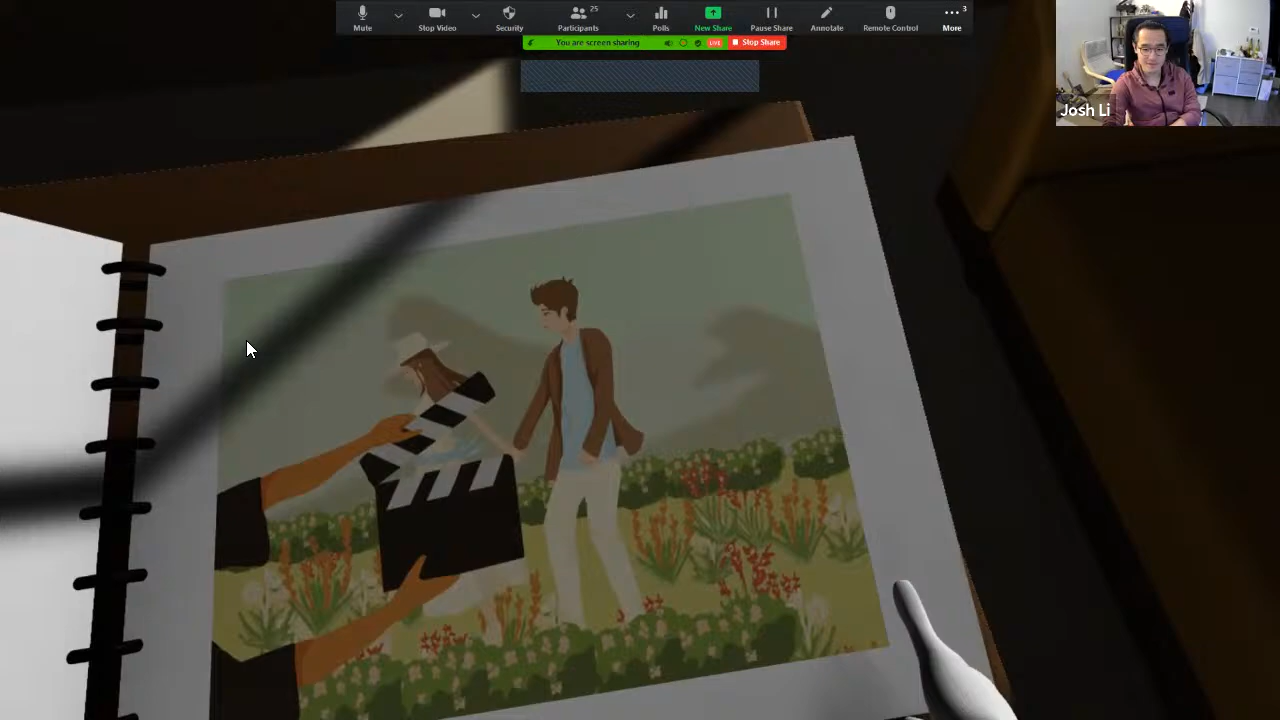 25
3
Mute
Stop Video
Security
Participants
Polls
New Share
Pause Share
Annotate
Remote Control
More
You are screen sharing
LIVE
Stop Share
Josh Li